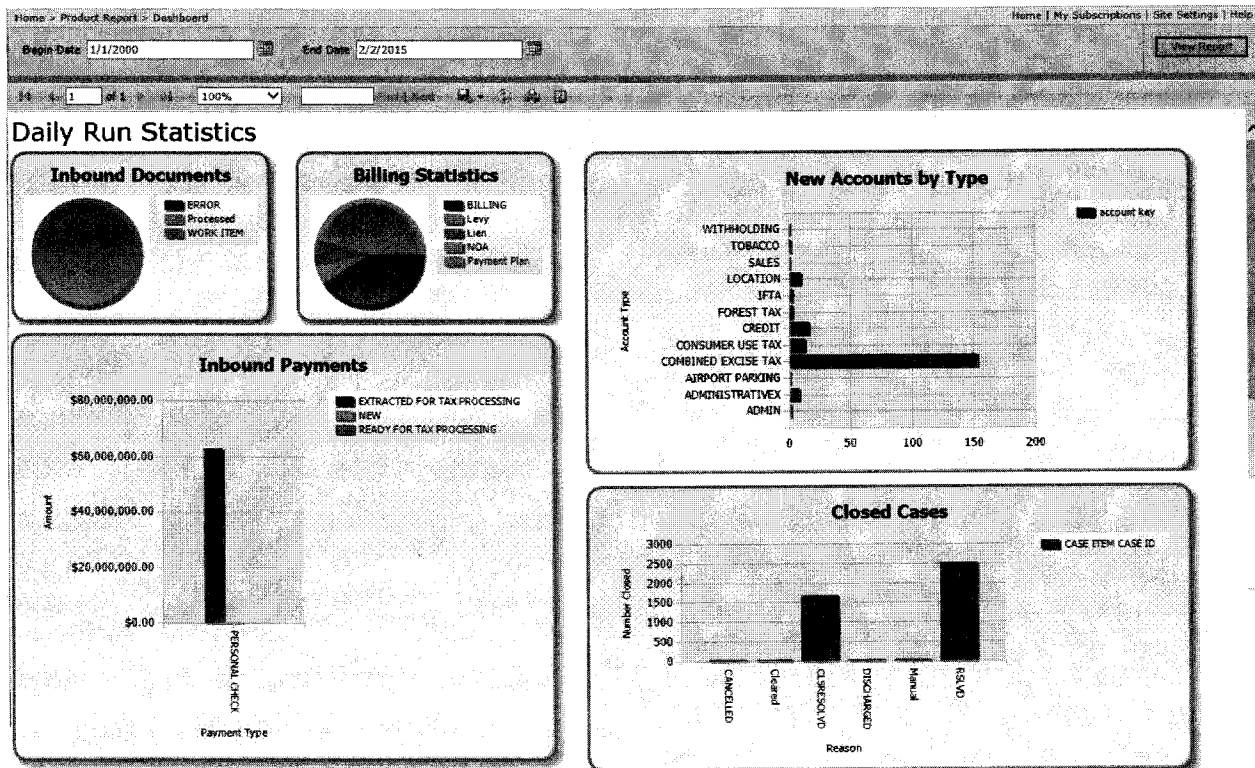 Home > Product Report > Dashboard
Home | My Subscriptions | Site Settings | Help
Begin Date 1/1/2000
End Date 2/2/2015
View Report
1 of 1
100%
Find | Next
Daily Run Statistics
Inbound Documents
ERROR
Processed
WORK ITEM
Billing Statistics
BILLING
Levy
Lien
NOA
Payment Plan
New Accounts by Type
account key
Account Type
WITHHOLDING
TOBACCO
SALES
LOCATION
IFTA
FOREST TAX
CREDIT
CONSUMER USE TAX
COMBINED EXCISE TAX
AIRPORT PARKING
ADMINISTRATIVEX
ADMIN
0 50 100 150 200
Inbound Payments
EXTRACTED FOR TAX PROCESSING
NEW
READY FOR TAX PROCESSING
Amount
$80,000,000.00
$60,000,000.00
$40,000,000.00
$20,000,000.00
$0.00
PERSONAL CHECK
Payment Type
Closed Cases
CASE ITEM CASE ID
Number Closed
3000
2500
2000
1500
1000
500
0
CANCELLED
Cleared
CLSRESOLVD
DISCHARGED
Manual
RSLVD
Reason